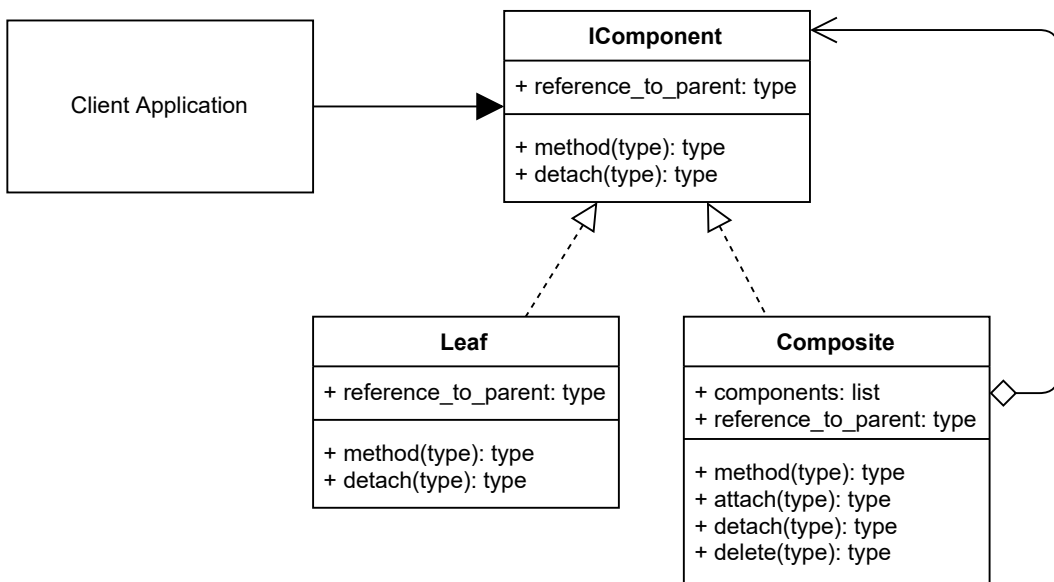 Client Application
IComponent
+ reference_to_parent: type
+ method(type): type
+ detach(type): type
Leaf
+ reference_to_parent: type
+ method(type): type
+ detach(type): type
Composite
+ components: list
+ reference_to_parent: type
+ method(type): type
+ attach(type): type
+ detach(type): type
+ delete(type): type